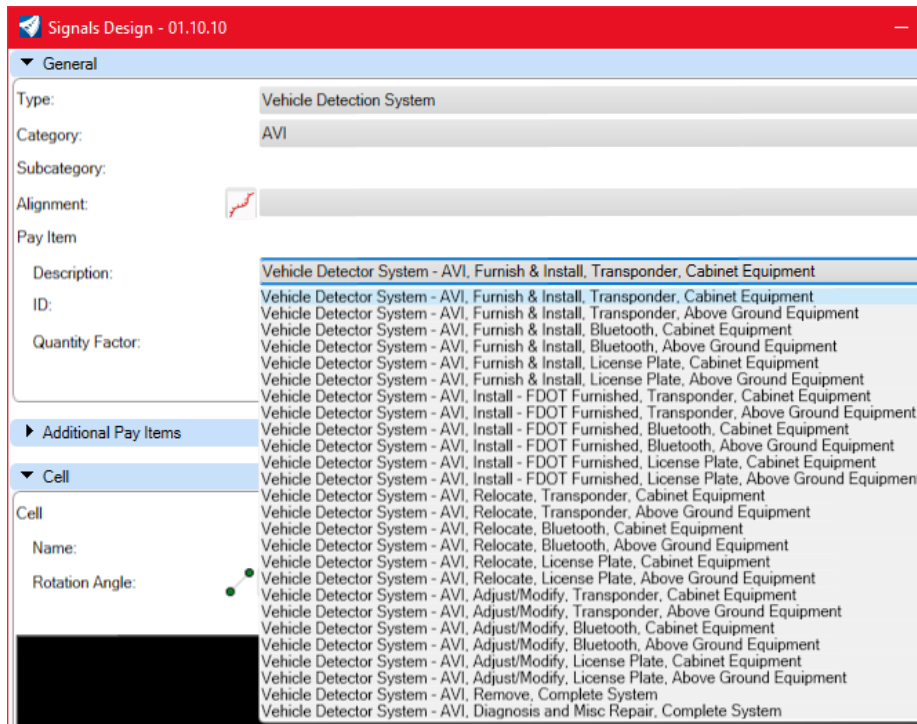 Signals Design - 01.10.10
General
Type:
Vehicle Detection System
Category:
AVI
Subcategory:
Alignment:
Pay Item
Description:
Vehicle Detector System - AVI, Furnish & Install, Transponder, Cabinet Equipment
ID:
Quantity Factor:
Vehicle Detector System - AVI, Furnish & Install, Transponder, Cabinet Equipment
Vehicle Detector System - AVI, Furnish & Install, Transponder, Above Ground Equipment
Vehicle Detector System - AVI, Furnish & Install, Bluetooth, Cabinet Equipment
Vehicle Detector System - AVI, Furnish & Install, Bluetooth, Above Ground Equipment
Vehicle Detector System - AVI, Furnish & Install, License Plate, Cabinet Equipment
Vehicle Detector System - AVI, Furnish & Install, License Plate, Above Ground Equipment
Vehicle Detector System - AVI, Install - FDOT Furnished, Transponder, Cabinet Equipment
Vehicle Detector System - AVI, Install - FDOT Furnished, Transponder, Above Ground Equipment
Vehicle Detector System - AVI, Install - FDOT Furnished, Bluetooth, Cabinet Equipment
Vehicle Detector System - AVI, Install - FDOT Furnished, Bluetooth, Above Ground Equipment
Vehicle Detector System - AVI, Install - FDOT Furnished, License Plate, Cabinet Equipment
Vehicle Detector System - AVI, Install - FDOT Furnished, License Plate, Above Ground Equipment
Vehicle Detector System - AVI, Relocate, Transponder, Cabinet Equipment
Vehicle Detector System - AVI, Relocate, Transponder, Above Ground Equipment
Vehicle Detector System - AVI, Relocate, Bluetooth, Cabinet Equipment
Vehicle Detector System - AVI, Relocate, Bluetooth, Above Ground Equipment
Vehicle Detector System - AVI, Relocate, License Plate, Cabinet Equipment
Vehicle Detector System - AVI, Relocate, License Plate, Above Ground Equipment
Vehicle Detector System - AVI, Adjust/Modify, Transponder, Cabinet Equipment
Vehicle Detector System - AVI, Adjust/Modify, Transponder, Above Ground Equipment
Vehicle Detector System - AVI, Adjust/Modify, Bluetooth, Cabinet Equipment
Vehicle Detector System - AVI, Adjust/Modify, Bluetooth, Above Ground Equipment
Vehicle Detector System - AVI, Adjust/Modify, License Plate, Cabinet Equipment
Vehicle Detector System - AVI, Adjust/Modify, License Plate, Above Ground Equipment
Vehicle Detector System - AVI, Remove, Complete System
Vehicle Detector System - AVI, Diagnosis and Misc Repair, Complete System
Additional Pay Items
Cell
Cell
Name:
Rotation Angle: